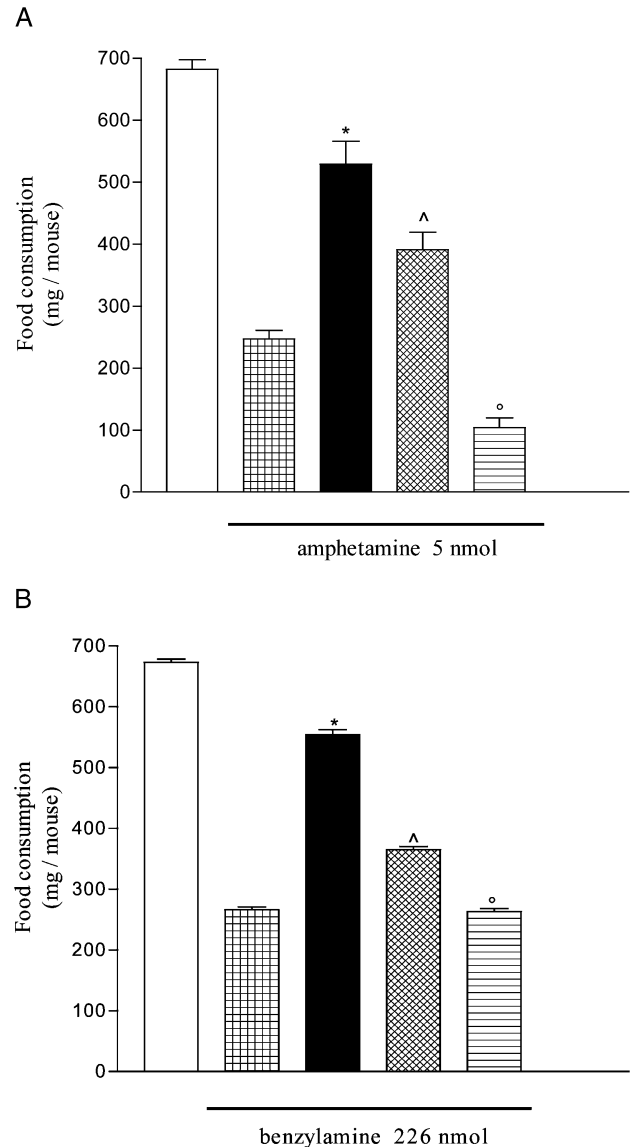 A
700
600
500
400
300
200
100
0
Food consumption
(mg / mouse)
*
^
°
amphetamine 5 nmol
B
700
600
500
400
300
200
100
0
Food consumption
(mg / mouse)
*
^
°
benzylamine 226 nmol